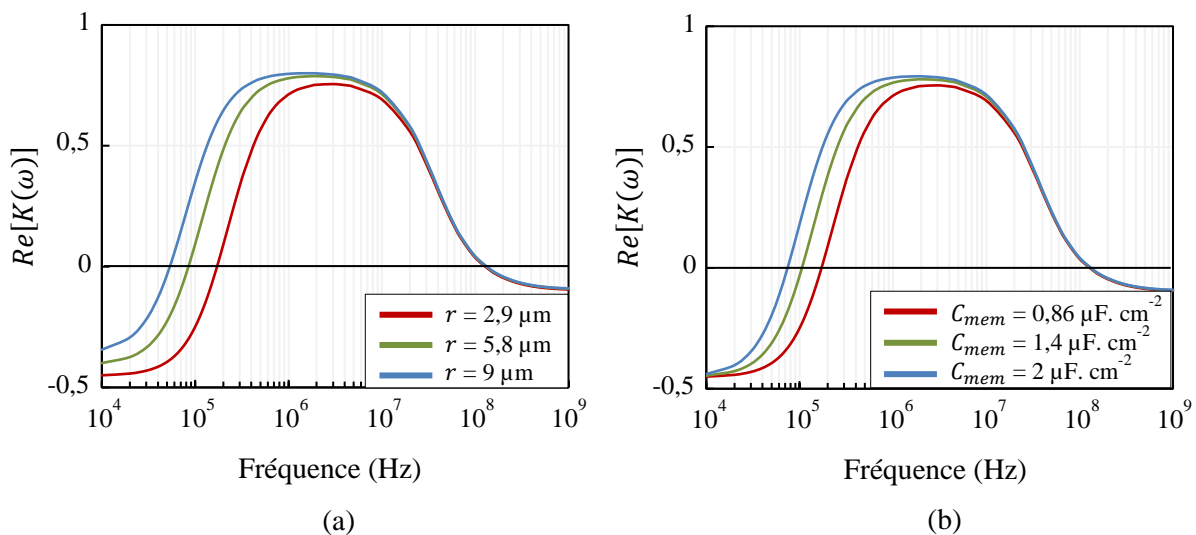 1
0,5
0
-0,5
Re[K(ω)]
r = 2,9 µm
r = 5,8 µm
r = 9 µm
10^4 10^5 10^6 10^7 10^8 10^9
Fréquence (Hz)
(a)
1
0,5
0
-0,5
Re[K(ω)]
C_mem = 0,86 µF. cm^-2
C_mem = 1,4 µF. cm^-2
C_mem = 2 µF. cm^-2
10^4 10^5 10^6 10^7 10^8 10^9
Fréquence (Hz)
(b)